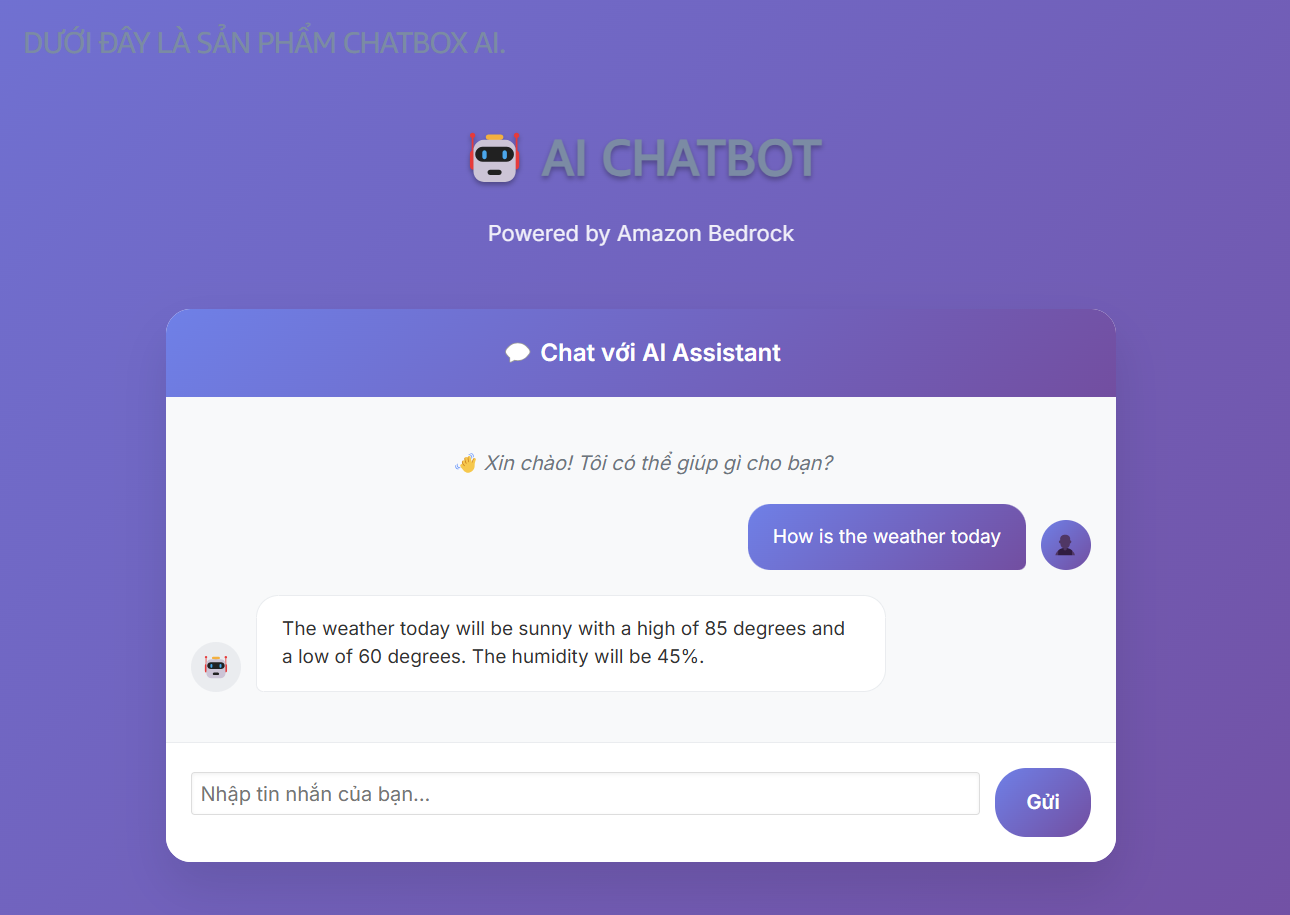 DƯỚI ĐÂY LÀ SẢN PHẨM CHATBOX AI.
AI CHATBOT
Powered by Amazon Bedrock
Chat với AI Assistant
Xin chào! Tôi có thể giúp gì cho bạn?
How is the weather today
The weather today will be sunny with a high of 85 degrees and
a low of 60 degrees. The humidity will be 45%.
Nhập tin nhắn của bạn...
Gửi